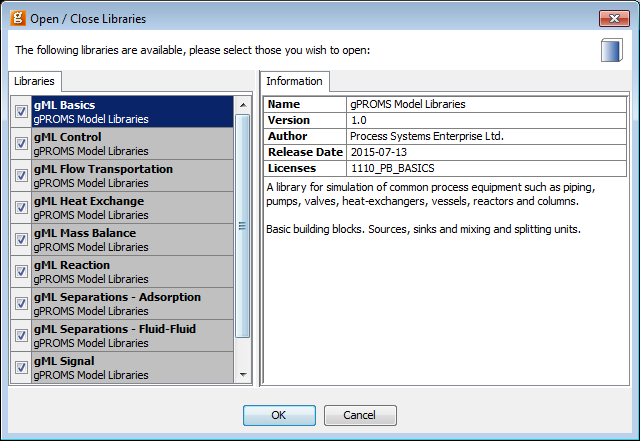 g Open / Close Libraries
The following libraries are available, please select those you wish to open:
Libraries
gML Basics
gPROMS Model Libraries
gML Control
gPROMS Model Libraries
gML Flow Transportation
gPROMS Model Libraries
gML Heat Exchange
gPROMS Model Libraries
gML Mass Balance
gPROMS Model Libraries
gML Reaction
gPROMS Model Libraries
gML Separations - Adsorption
gPROMS Model Libraries
gML Separations - Fluid-Fluid
gPROMS Model Libraries
gML Signal
gPROMS Model Libraries
Information
Name gPROMS Model Libraries
Version 1.0
Author Process Systems Enterprise Ltd.
Release Date 2015-07-13
Licenses 1110_PB_BASICS
A library for simulation of common process equipment such as piping,
pumps, valves, heat-exchangers, vessels, reactors and columns.
Basic building blocks. Sources, sinks and mixing and splitting units.
OK Cancel